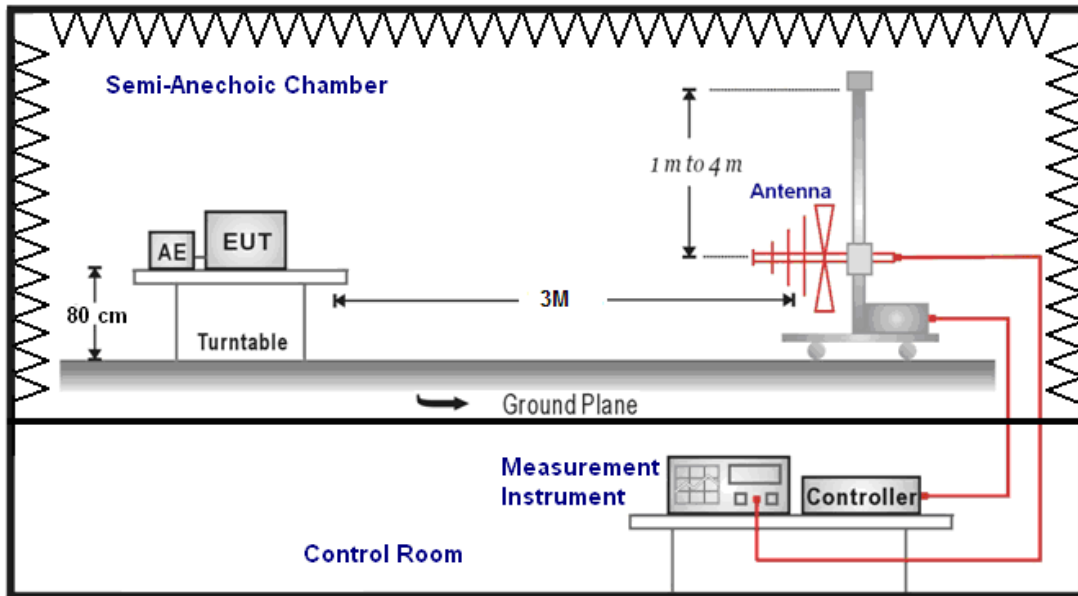 Semi-Anechoic Chamber
1 m to 4 m
Antenna
AE
EUT
80 cm
3M
Turntable
Ground Plane
Measurement
Instrument
Controller
Control Room